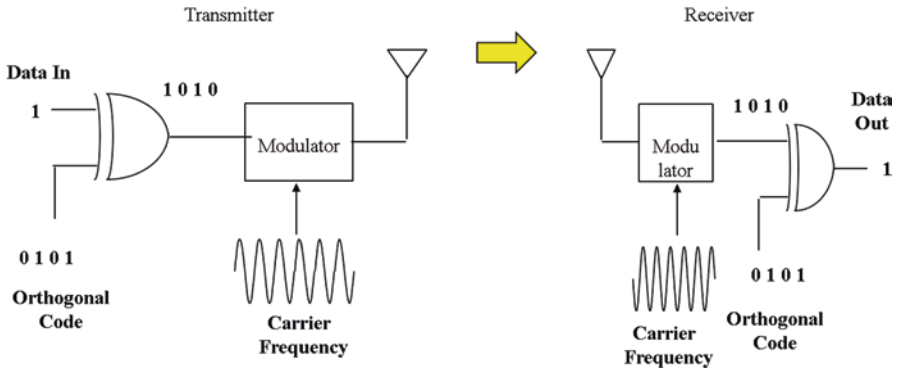 Transmitter
Receiver
Data In
1
1 0 1 0
Modulator
0 1 0 1
Orthogonal
Code
Carrier
Frequency
1 0 1 0
Data
Out
Modu
lator
1
0 1 0 1
Carrier
Frequency
Orthogonal
Code